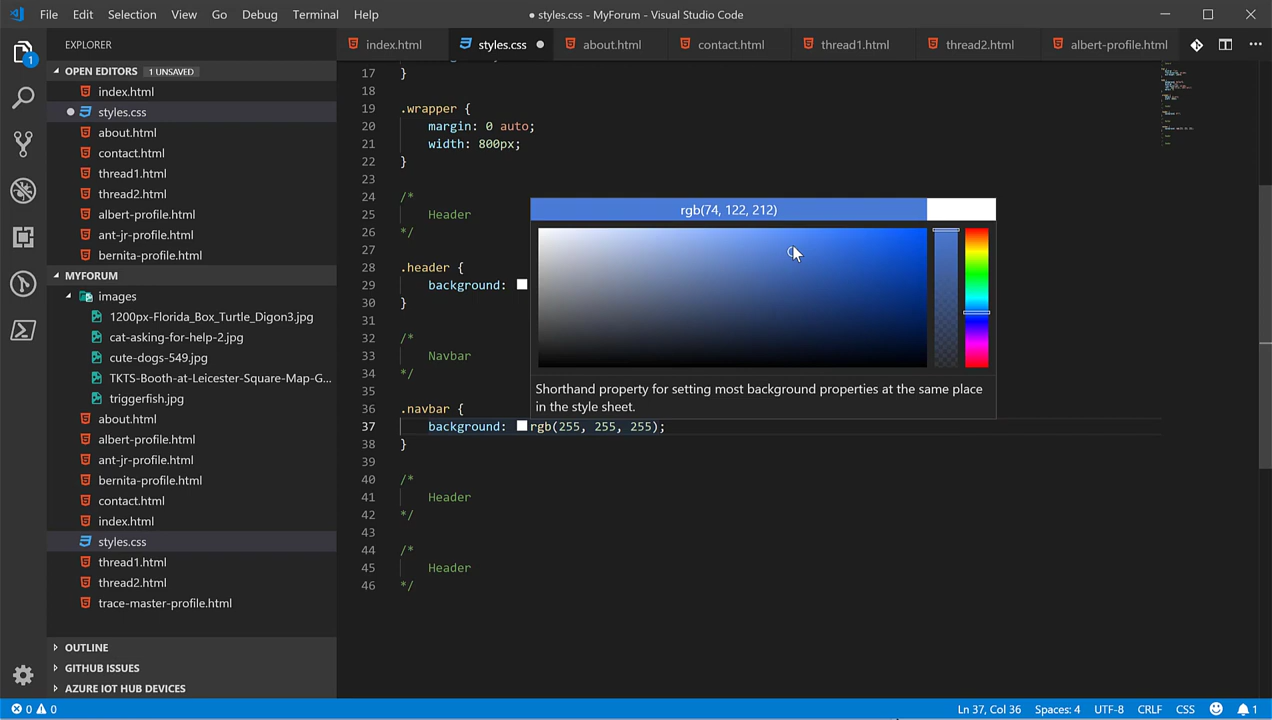 File Edit Selection View Go Debug Terminal Help
● styles.css - MyForum - Visual Studio Code
EXPLORER
index.html styles.css about.html contact.html thread1.html thread2.html albert-profile.html
1
OPEN EDITORS 1 UNSAVED
index.html
styles.css
about.html
contact.html
thread1.html
thread2.html
albert-profile.html
ant-jr-profile.html
bernita-profile.html
MYFORUM
images
1200px-Florida_Box_Turtle_Digon3.jpg
cat-asking-for-help-2.jpg
cute-dogs-549.jpg
TKTS-Booth-at-Leicester-Square-Map-G...
triggerfish.jpg
about.html
albert-profile.html
ant-jr-profile.html
bernita-profile.html
contact.html
index.html
styles.css
thread1.html
thread2.html
trace-master-profile.html
OUTLINE
GITHUB ISSUES
AZURE IOT HUB DEVICES
17 }
18
19 .wrapper {
20 margin: 0 auto;
21 width: 800px;
22 }
23
24 /*
25 Header
26 */
27
28 .header {
29 background:
30 }
31
32 /*
33 Navbar
34 */
35
36 .navbar {
37 background: rgb(255, 255, 255);
38 }
39
40 /*
41 Header
42 */
43
44 /*
45 Header
46 */
rgb(74, 122, 212)
Shorthand property for setting most background properties at the same place
in the style sheet.
0 0 Ln 37, Col 36 Spaces: 4 UTF-8 CRLF CSS 1